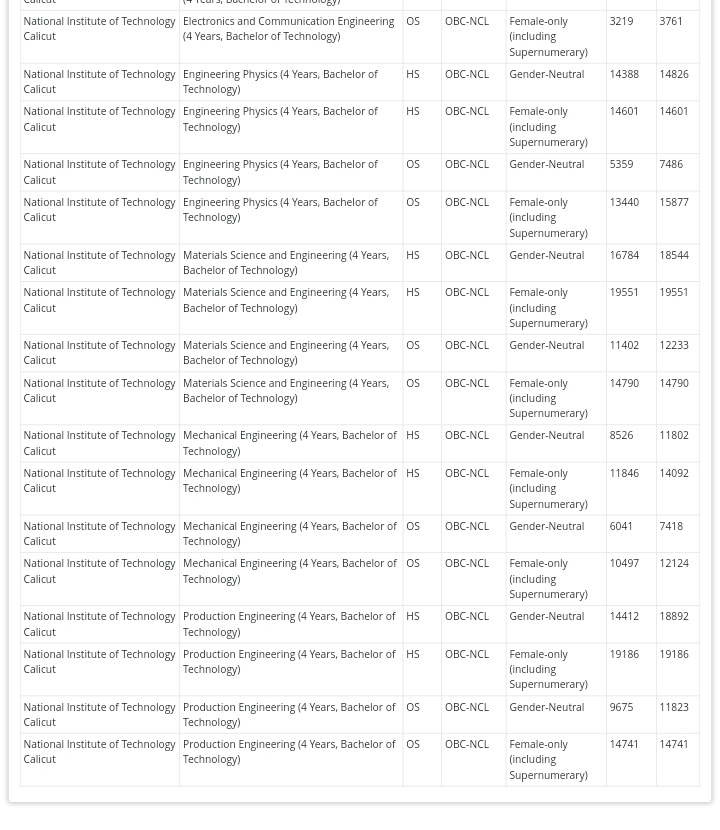 (4 Years, Bachelor of Technology)
Calicut
National Institute of Technology Electronics and Communication Engineering OS OBC-NCL Female-only 3219 3761
Calicut (4 Years, Bachelor of Technology) (including
Supernumerary)
National Institute of Technology Engineering Physics (4 Years, Bachelor of HS OBC-NCL Gender-Neutral 14388 14826
Calicut Technology)
National Institute of Technology Engineering Physics (4 Years, Bachelor of HS OBC-NCL Female-only 14601 14601
Calicut Technology) (including
Supernumerary)
National Institute of Technology Engineering Physics (4 Years, Bachelor of OS OBC-NCL Gender-Neutral 5359 7486
Calicut Technology)
National Institute of Technology Engineering Physics (4 Years, Bachelor of OS OBC-NCL Female-only 13440 15877
Calicut Technology) (including
Supernumerary)
National Institute of Technology Materials Science and Engineering (4 Years, HS OBC-NCL Gender-Neutral 16784 18544
Calicut Bachelor of Technology)
National Institute of Technology Materials Science and Engineering (4 Years, HS OBC-NCL Female-only 19551 19551
Calicut Bachelor of Technology) (including
Supernumerary)
National Institute of Technology Materials Science and Engineering (4 Years, OS OBC-NCL Gender-Neutral 11402 12233
Calicut Bachelor of Technology)
National Institute of Technology Materials Science and Engineering (4 Years, OS OBC-NCL Female-only 14790 14790
Calicut Bachelor of Technology) (including
Supernumerary)
National Institute of Technology Mechanical Engineering (4 Years, Bachelor of HS OBC-NCL Gender-Neutral 8526 11802
Calicut Technology)
National Institute of Technology Mechanical Engineering (4 Years, Bachelor of HS OBC-NCL Female-only 11846 14092
Calicut Technology) (including
Supernumerary)
National Institute of Technology Mechanical Engineering (4 Years, Bachelor of OS OBC-NCL Gender-Neutral 6041 7418
Calicut Technology)
National Institute of Technology Mechanical Engineering (4 Years, Bachelor of OS OBC-NCL Female-only 10497 12124
Calicut Technology) (including
Supernumerary)
National Institute of Technology Production Engineering (4 Years, Bachelor of HS OBC-NCL Gender-Neutral 14412 18892
Calicut Technology)
National Institute of Technology Production Engineering (4 Years, Bachelor of HS OBC-NCL Female-only 19186 19186
Calicut Technology) (including
Supernumerary)
National Institute of Technology Production Engineering (4 Years, Bachelor of OS OBC-NCL Gender-Neutral 9675 11823
Calicut Technology)
National Institute of Technology Production Engineering (4 Years, Bachelor of OS OBC-NCL Female-only 14741 14741
Calicut Technology) (including
Supernumerary)